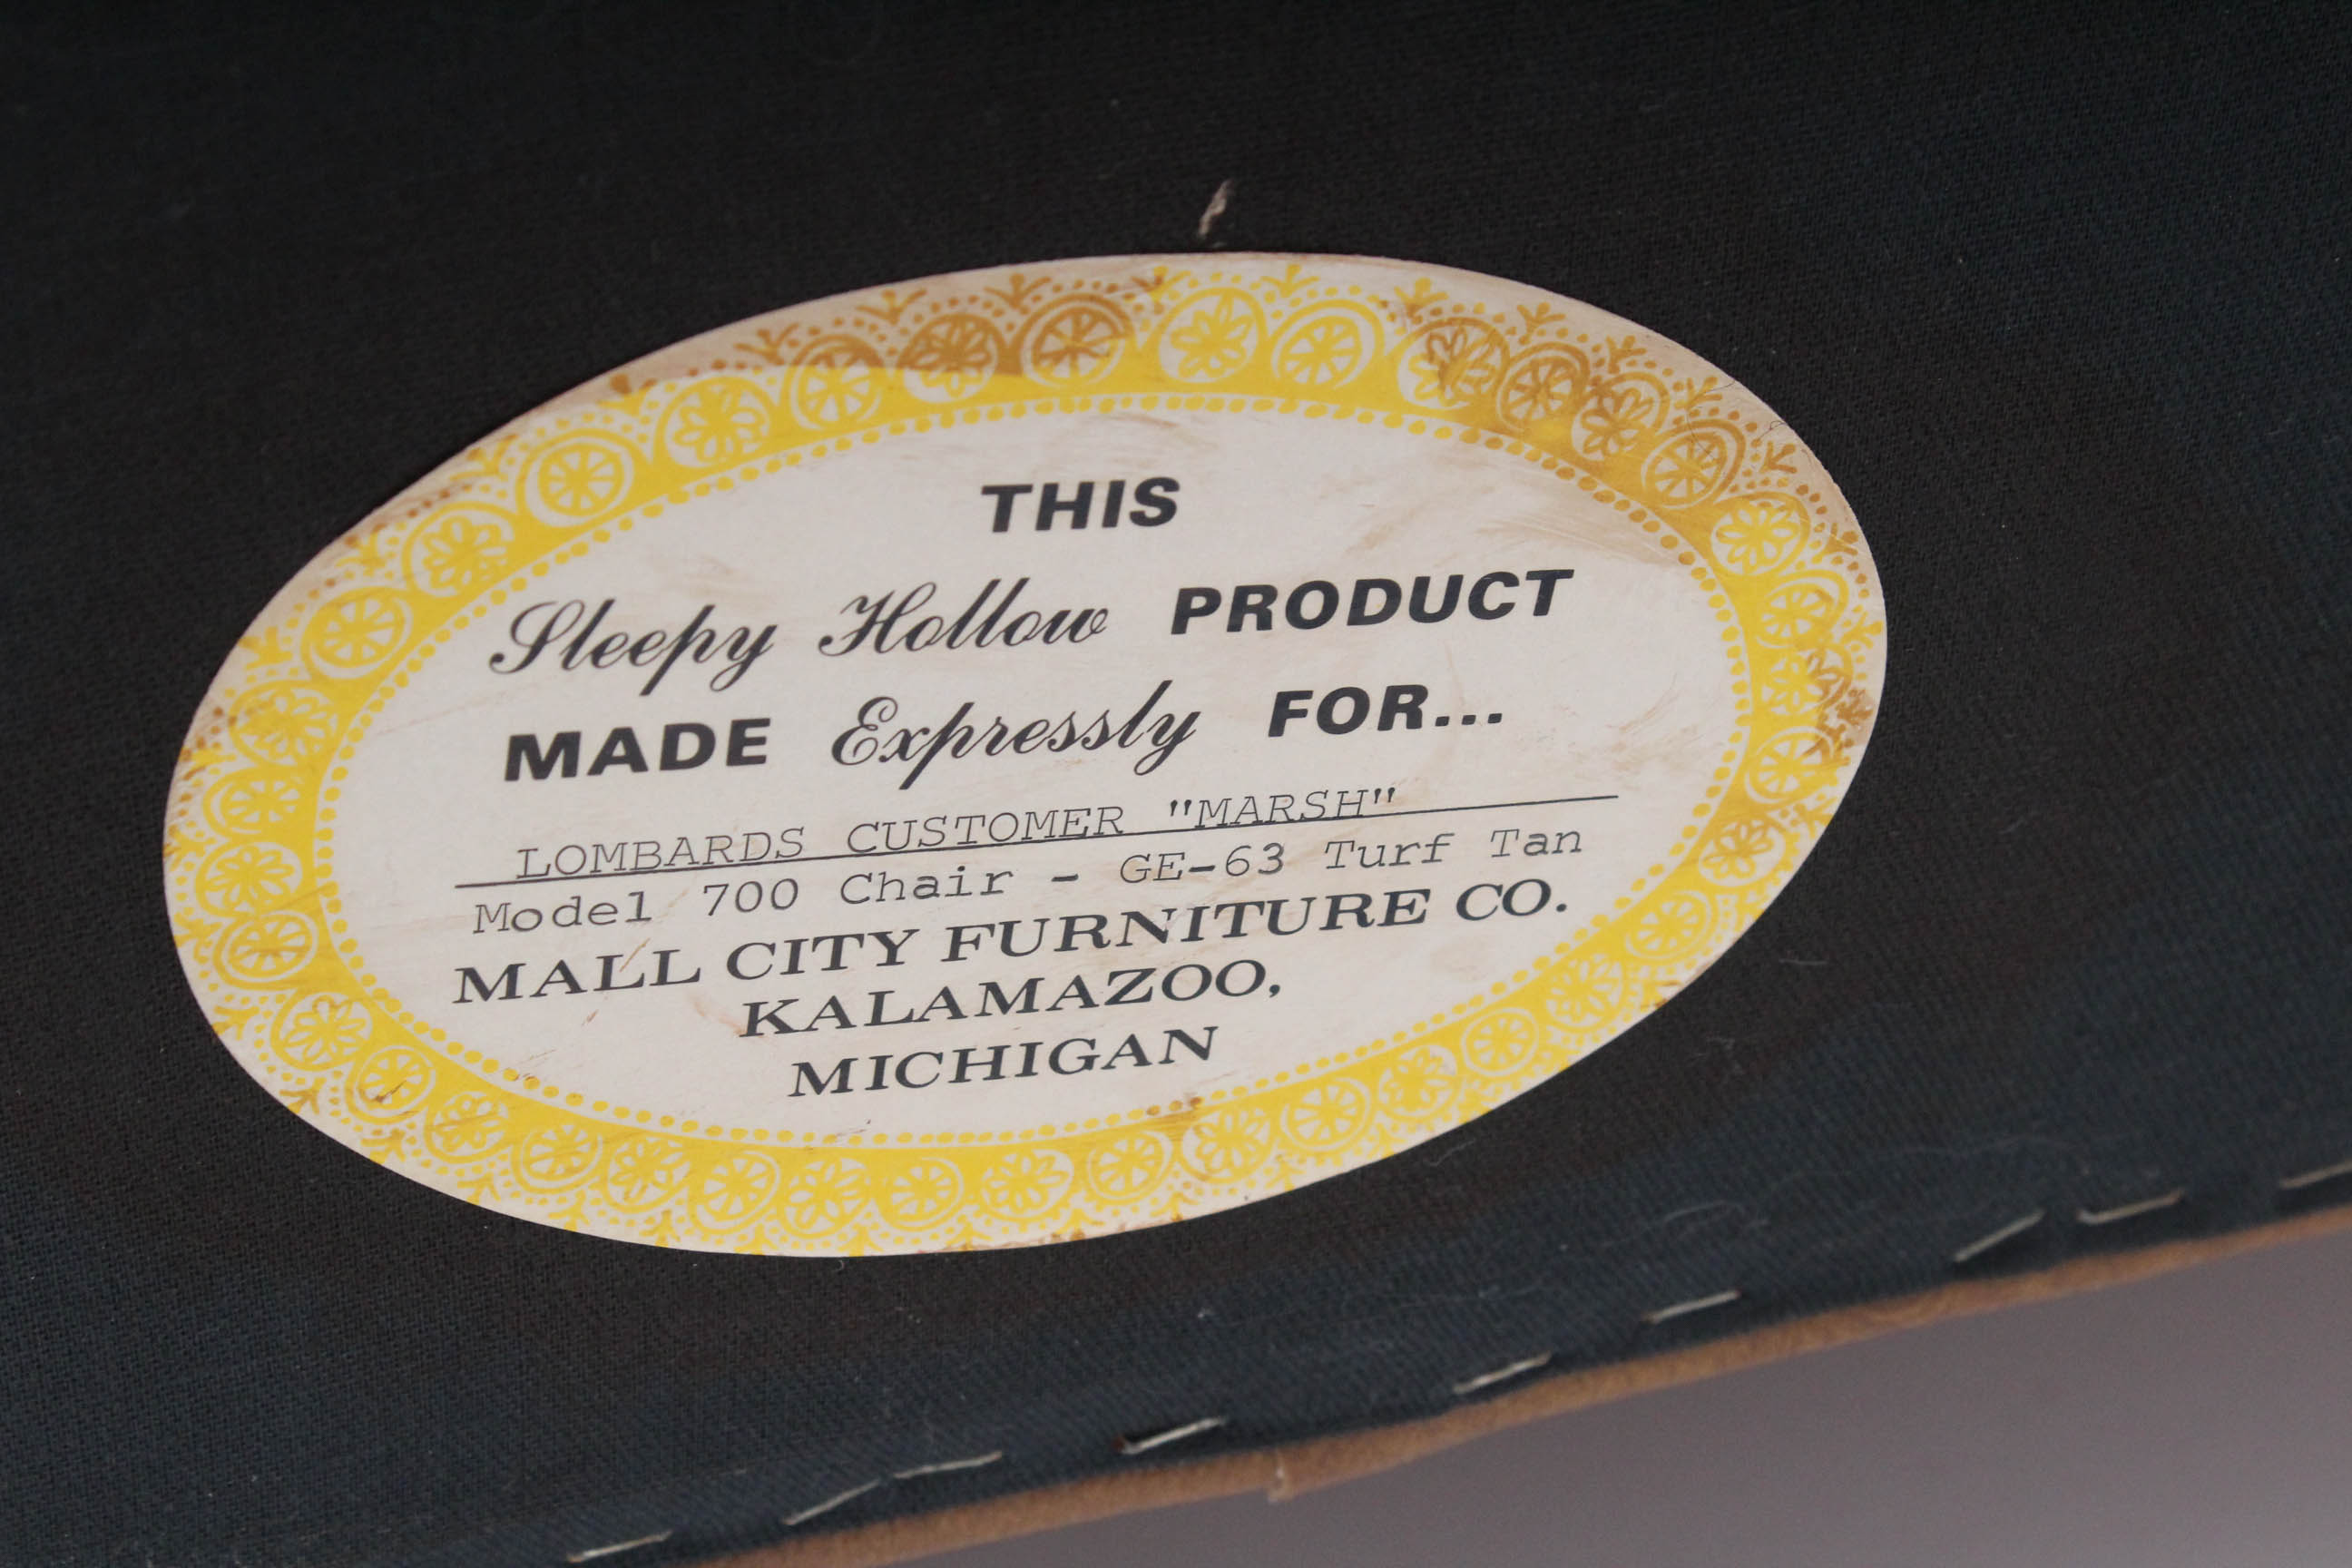 THIS
Sleepy Hollow PRODUCT
MADE Expressly FOR...
LOMBARDS CUSTOMER "MARSH"
Model 700 Chair - GE-63 Turf Tan
MALL CITY FURNITURE CO.
KALAMAZOO,
MICHIGAN